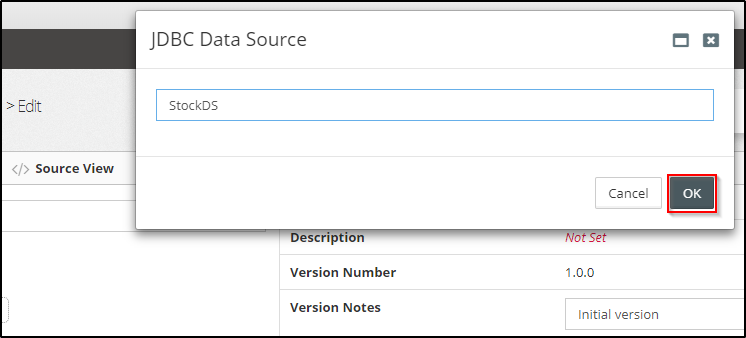 JDBC Data Source
> Edit
StockDS
</> Source View
Cancel OK
Description Not Set
Version Number 1.0.0
Version Notes Initial version